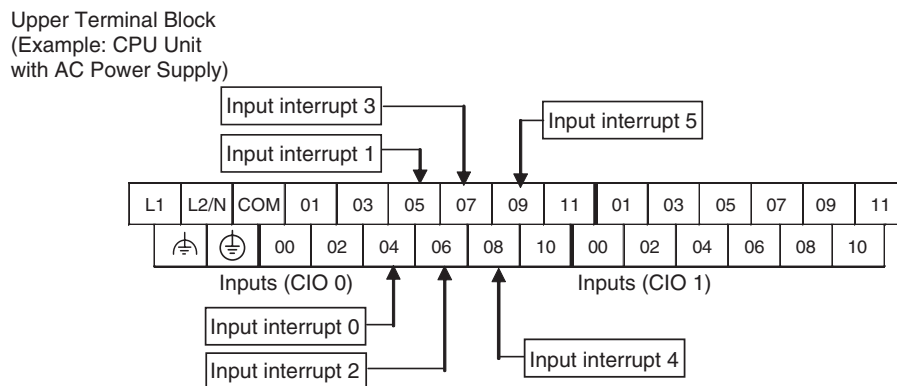 Upper Terminal Block
(Example: CPU Unit
with AC Power Supply)
Input interrupt 3
Input interrupt 5
Input interrupt 1
L1 L2/N COM 01 03 05 07 09 11 01 03 05 07 09 11
00 02 04 06 08 10 00 02 04 06 08 10
Inputs (CIO 0) Inputs (CIO 1)
Input interrupt 0
Input interrupt 2
Input interrupt 4